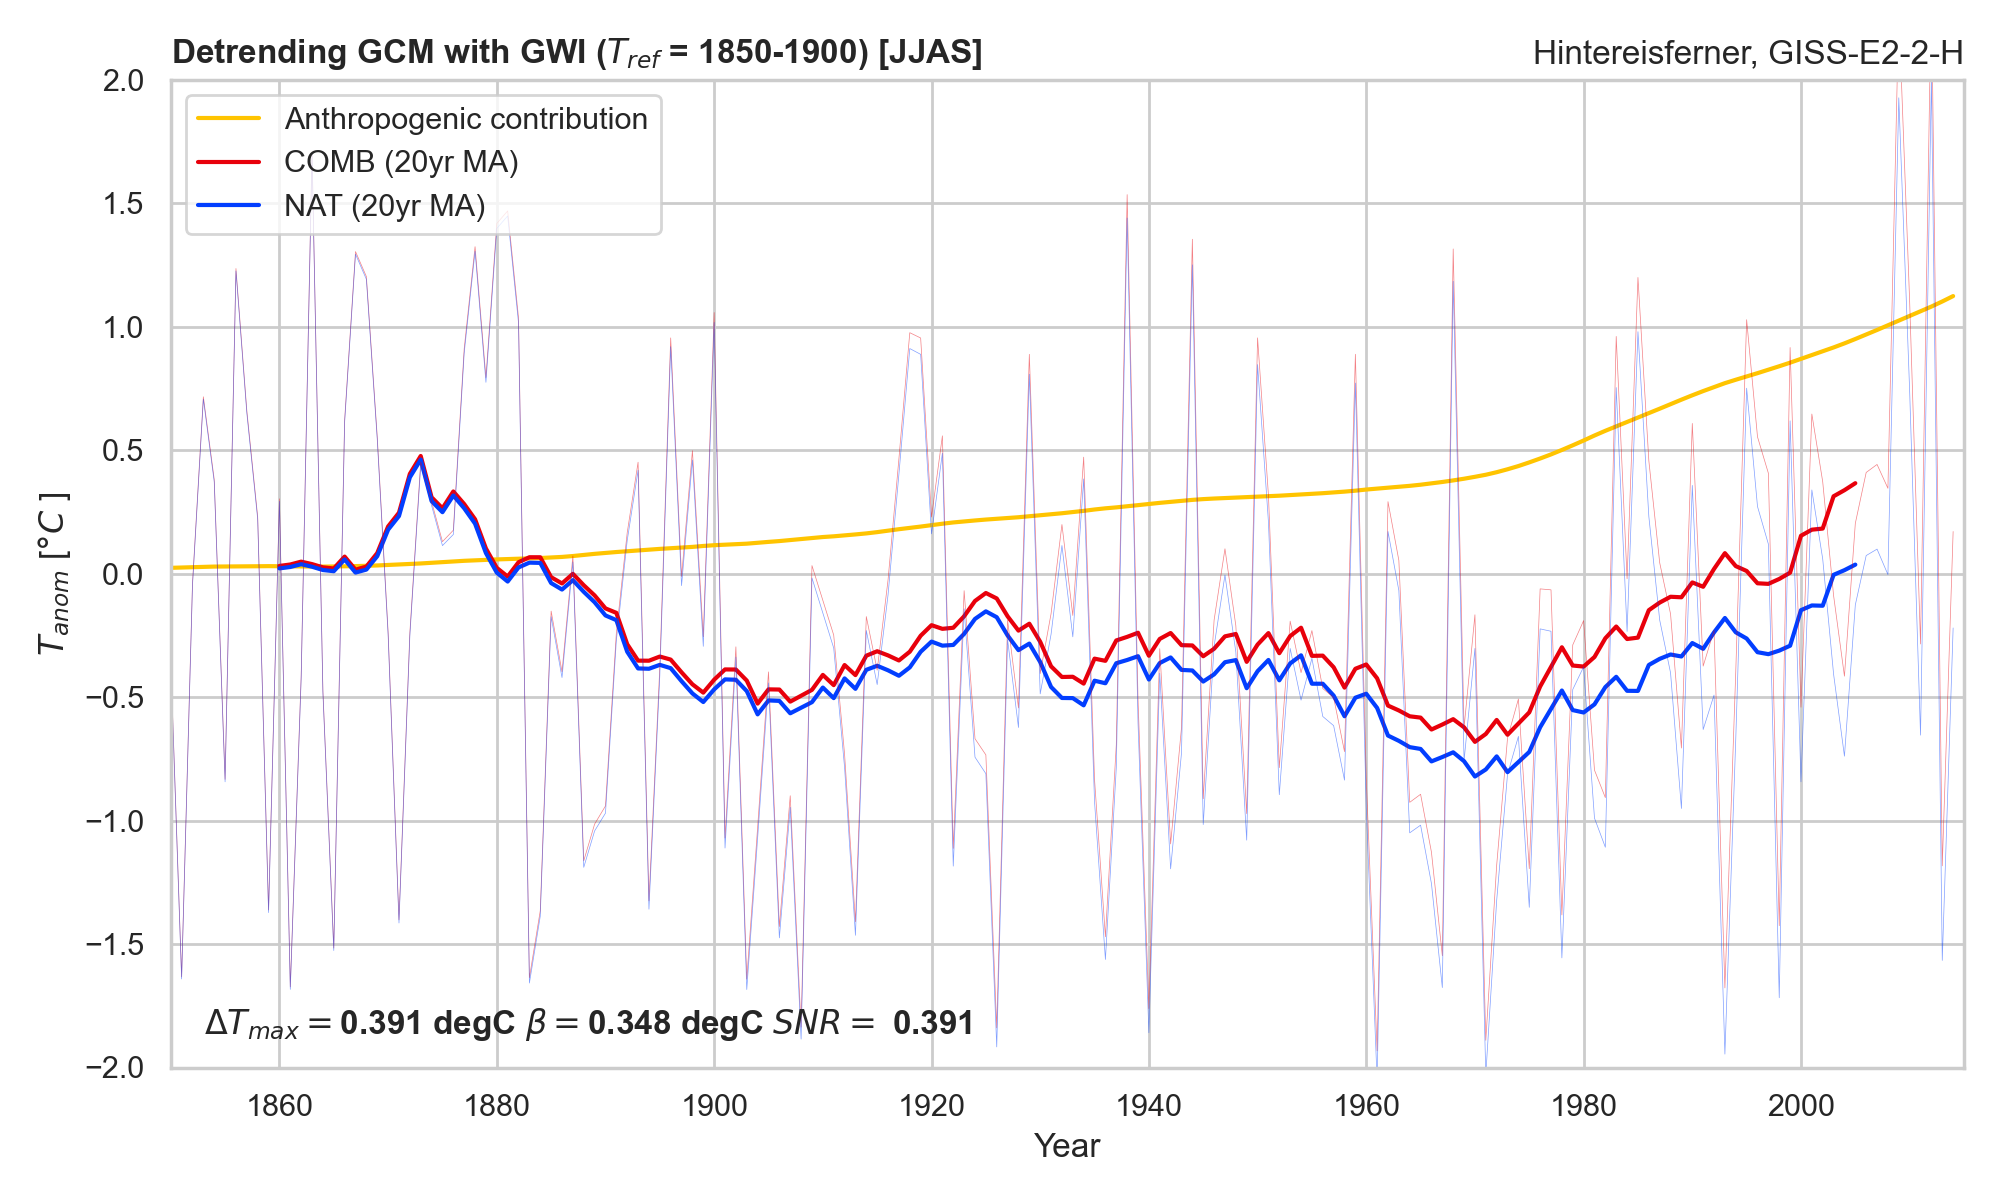 Detrending GCM with GWI (T_ref = 1850-1900) [JJAS]
Hintereisferner, GISS-E2-2-H
Anthropogenic contribution
COMB (20yr MA)
NAT (20yr MA)
2.0
1.5
1.0
0.5
0.0
−0.5
−1.0
−1.5
−2.0
T_anom [°C]
ΔT_max = 0.391 degC β = 0.348 degC SNR = 0.391
1860 1880 1900 1920 1940 1960 1980 2000
Year